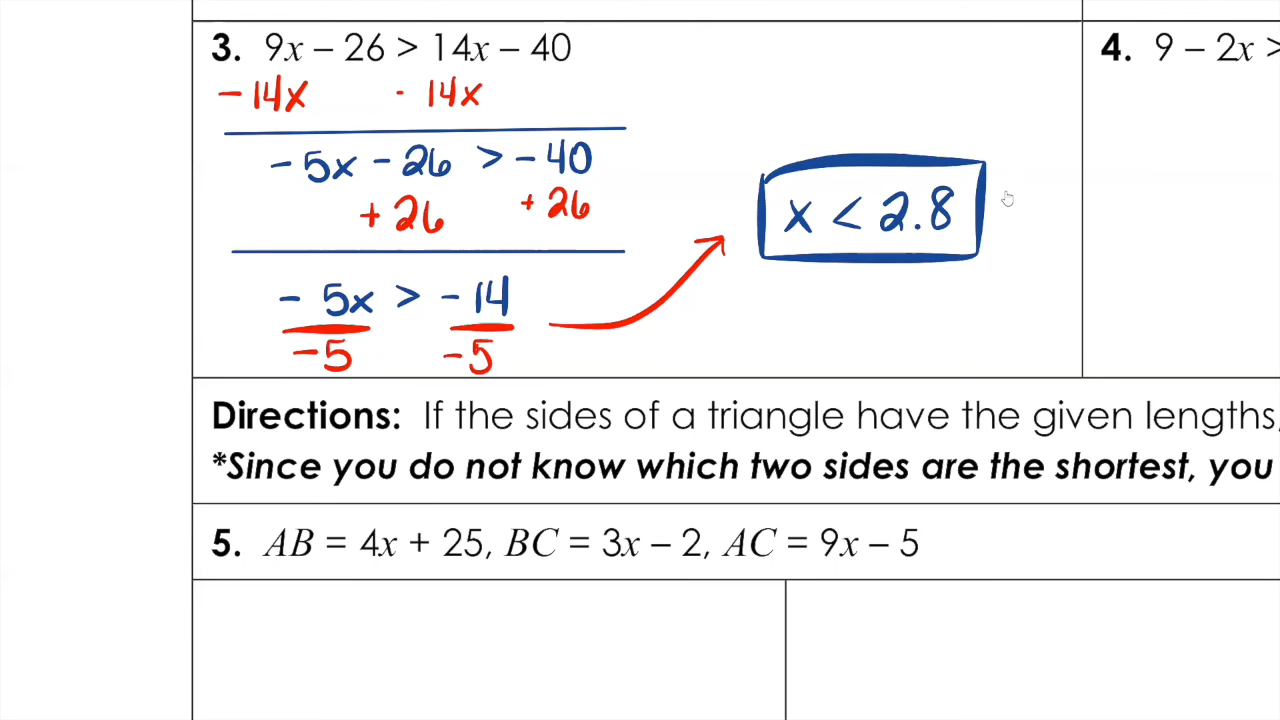 3. 9x – 26 > 14x – 40
4. 9 – 2x >
- 14x - 14x
- 5x - 26 > - 40
+ 26 + 26
x < 2.8
- 5x > - 14
-5 -5
Directions: If the sides of a triangle have the given lengths,
*Since you do not know which two sides are the shortest, you
5. AB = 4x + 25, BC = 3x – 2, AC = 9x – 5